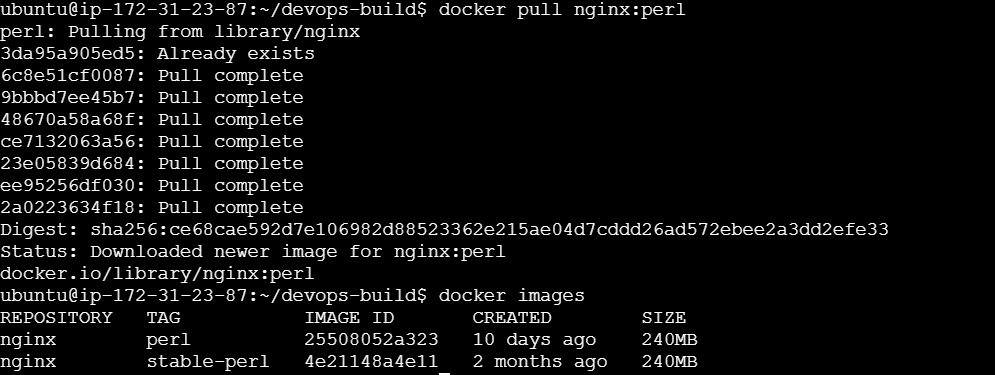 ubuntu@ip-172-31-23-87:~/devops-build$ docker pull nginx:perl
perl: Pulling from library/nginx
3da95a905ed5: Already exists
6c8e51cf0087: Pull complete
9bbbd7ee45b7: Pull complete
48670a58a68f: Pull complete
ce7132063a56: Pull complete
23e05839d684: Pull complete
ee95256df030: Pull complete
2a0223634f18: Pull complete
Digest: sha256:ce68cae592d7e106982d88523362e215ae04d7cddd26ad572ebee2a3dd2efe33
Status: Downloaded newer image for nginx:perl
docker.io/library/nginx:perl
ubuntu@ip-172-31-23-87:~/devops-build$ docker images
REPOSITORY   TAG           IMAGE ID       CREATED        SIZE
nginx        perl          25508052a323   10 days ago    240MB
nginx        stable-perl   4e21148a4e11   2 months ago   240MB